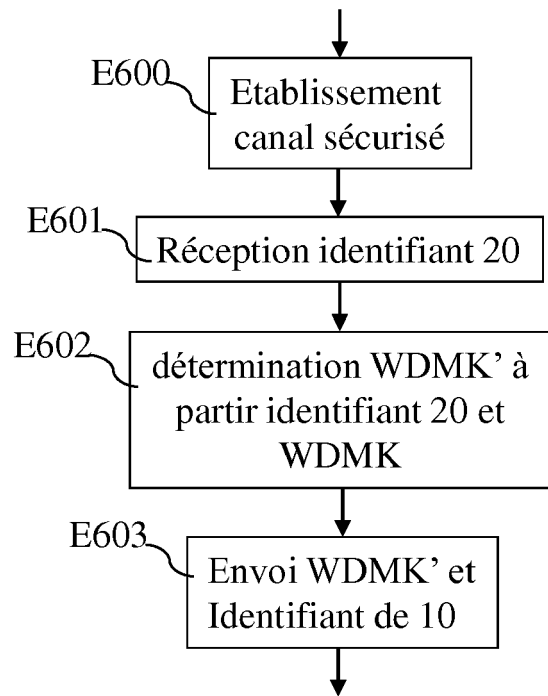 E600
Etablissement
canal sécurisé
E601
Réception identifiant 20
E602
détermination WDMK’ à
partir identifiant 20 et
WDMK
E603
Envoi WDMK’ et
Identifiant de 10